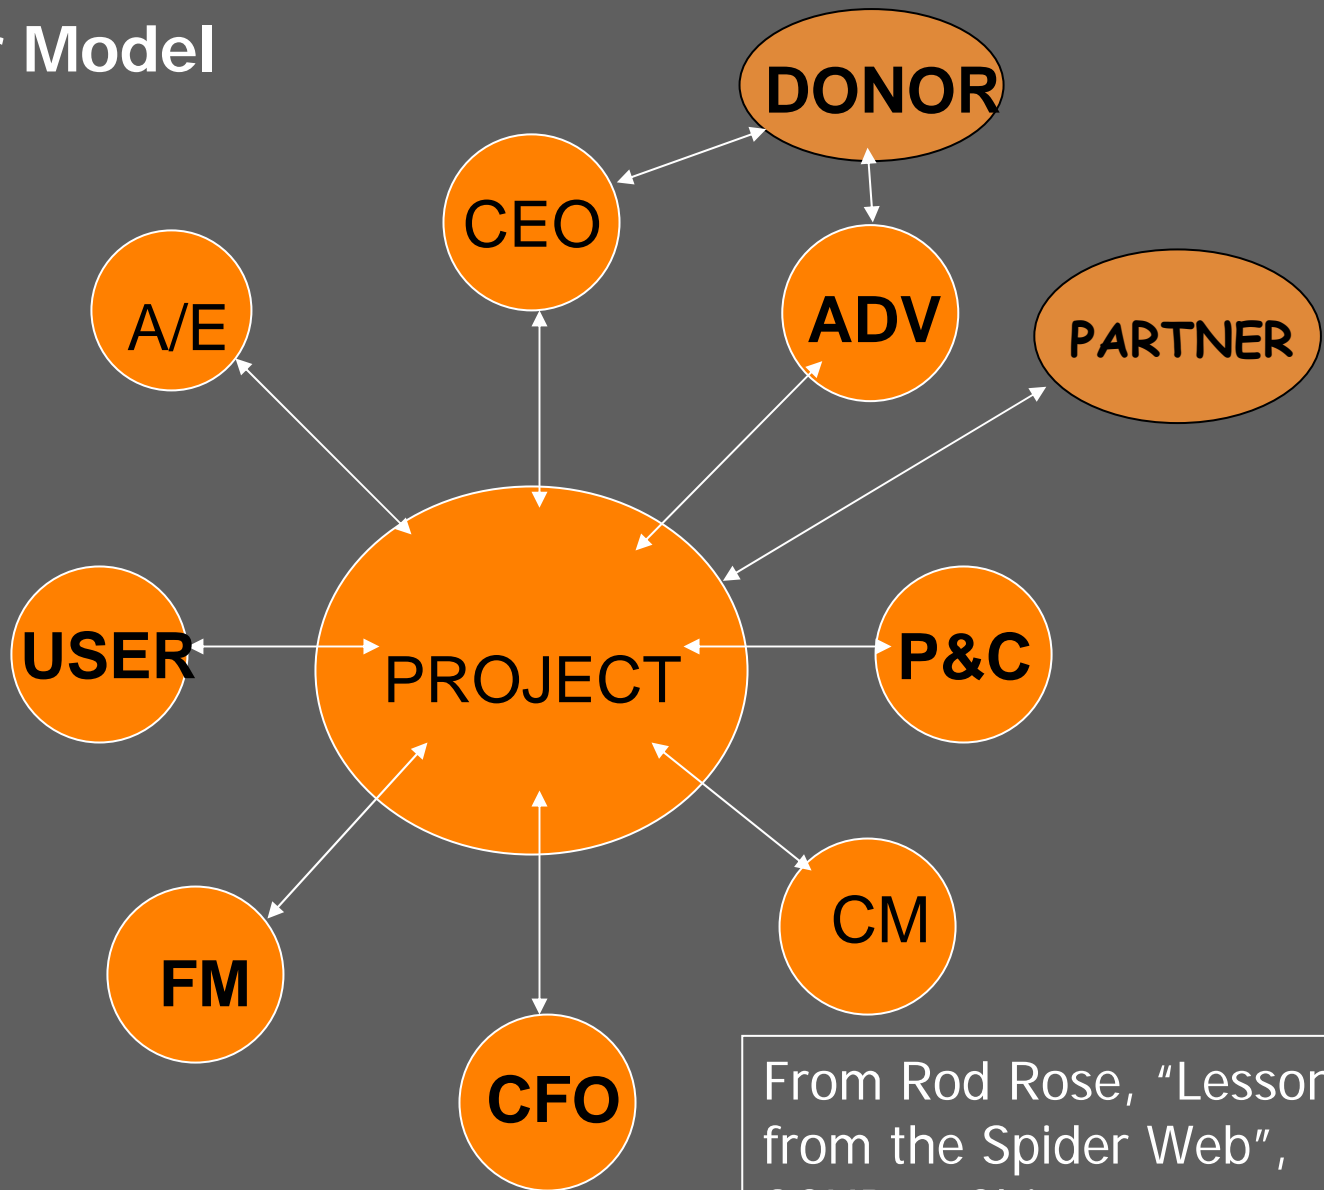 Model
DONOR
CEO
ADV
A/E
PARTNER
USER
PROJECT
P&C
CM
FM
CFO
From Rod Rose, “Lesson
from the Spider Web”,